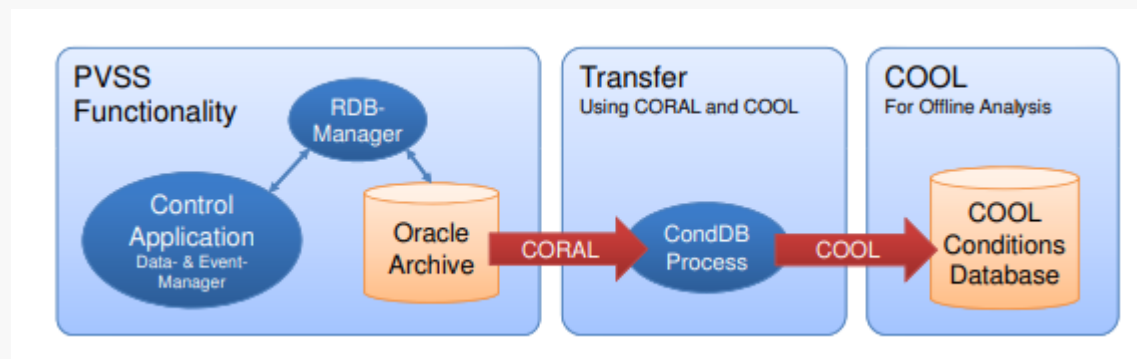 PVSS
Functionality
RDB-
Manager
Control
Application
Data- & Event-
Manager
Oracle
Archive
CORAL
Transfer
Using CORAL and COOL
CondDB
Process
COOL
COOL
For Offline Analysis
COOL
Conditions
Database